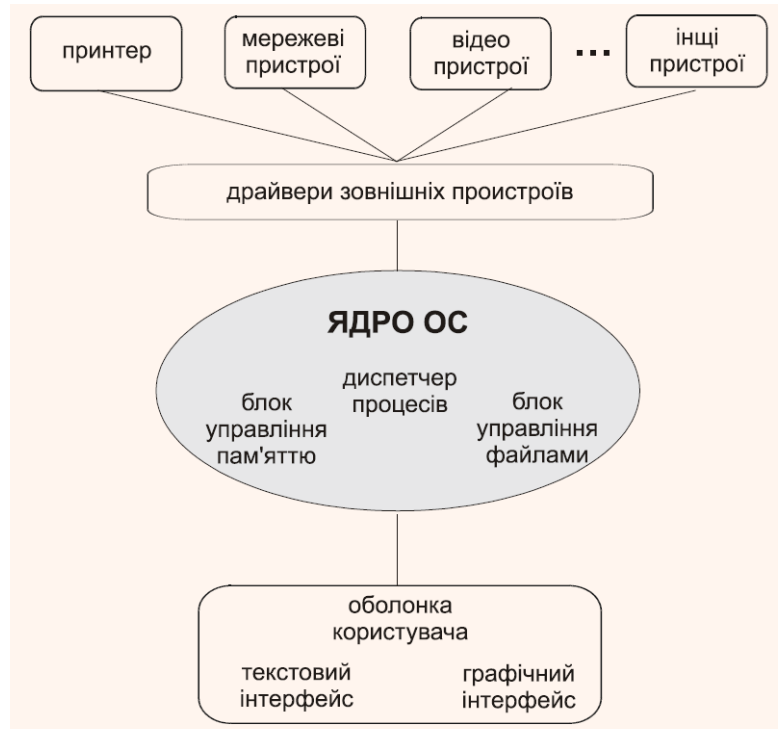 принтер
мережеві
пристрої
відео
пристрої
...
інщі
пристрої
драйвери зовнішніх проистроїв
ЯДРО ОС
диспетчер
процесів
блок
управління
пам'яттю
блок
управління
файлами
оболонка
користувача
текстовий
інтерфейс
графічний
інтерфейс